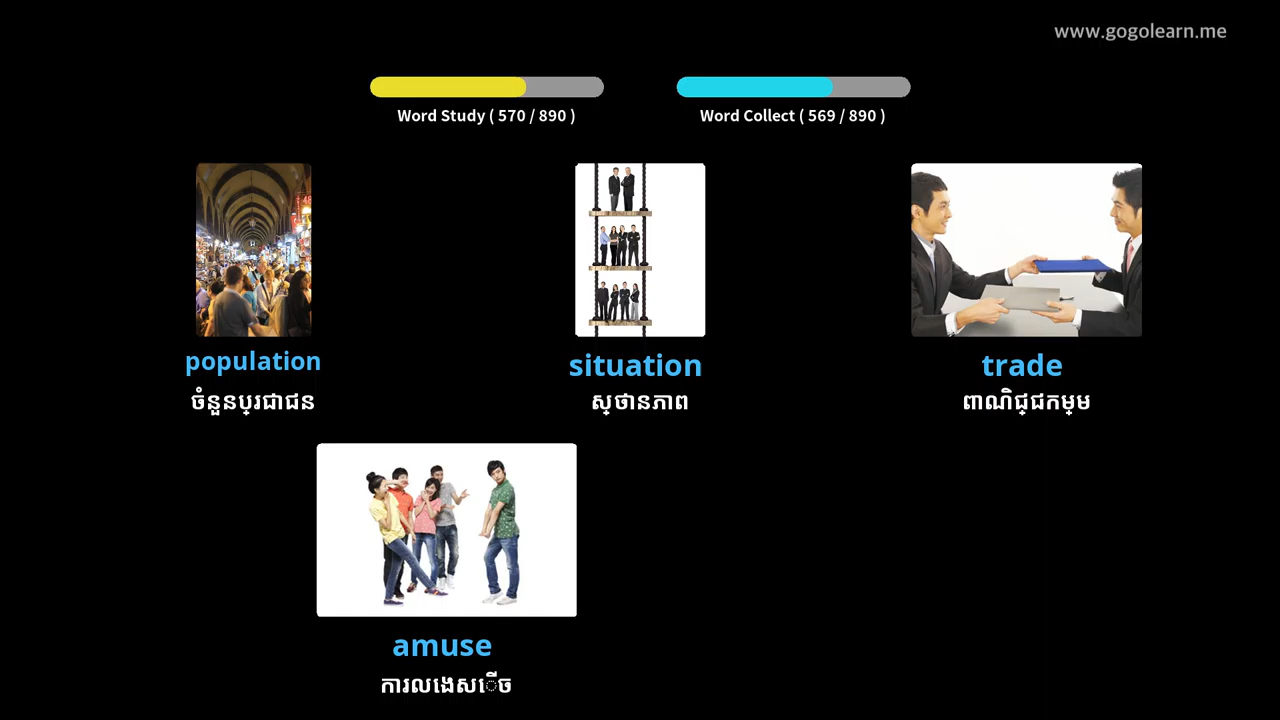 www.gogolearn.me
Word Study ( 570 / 890 )
Word Collect ( 569 / 890 )
population
ចំនួនប្រជាជន
situation
ស្ថានភាព
trade
ពាណិជ្ជកម្ម
amuse
ការលងេសើច